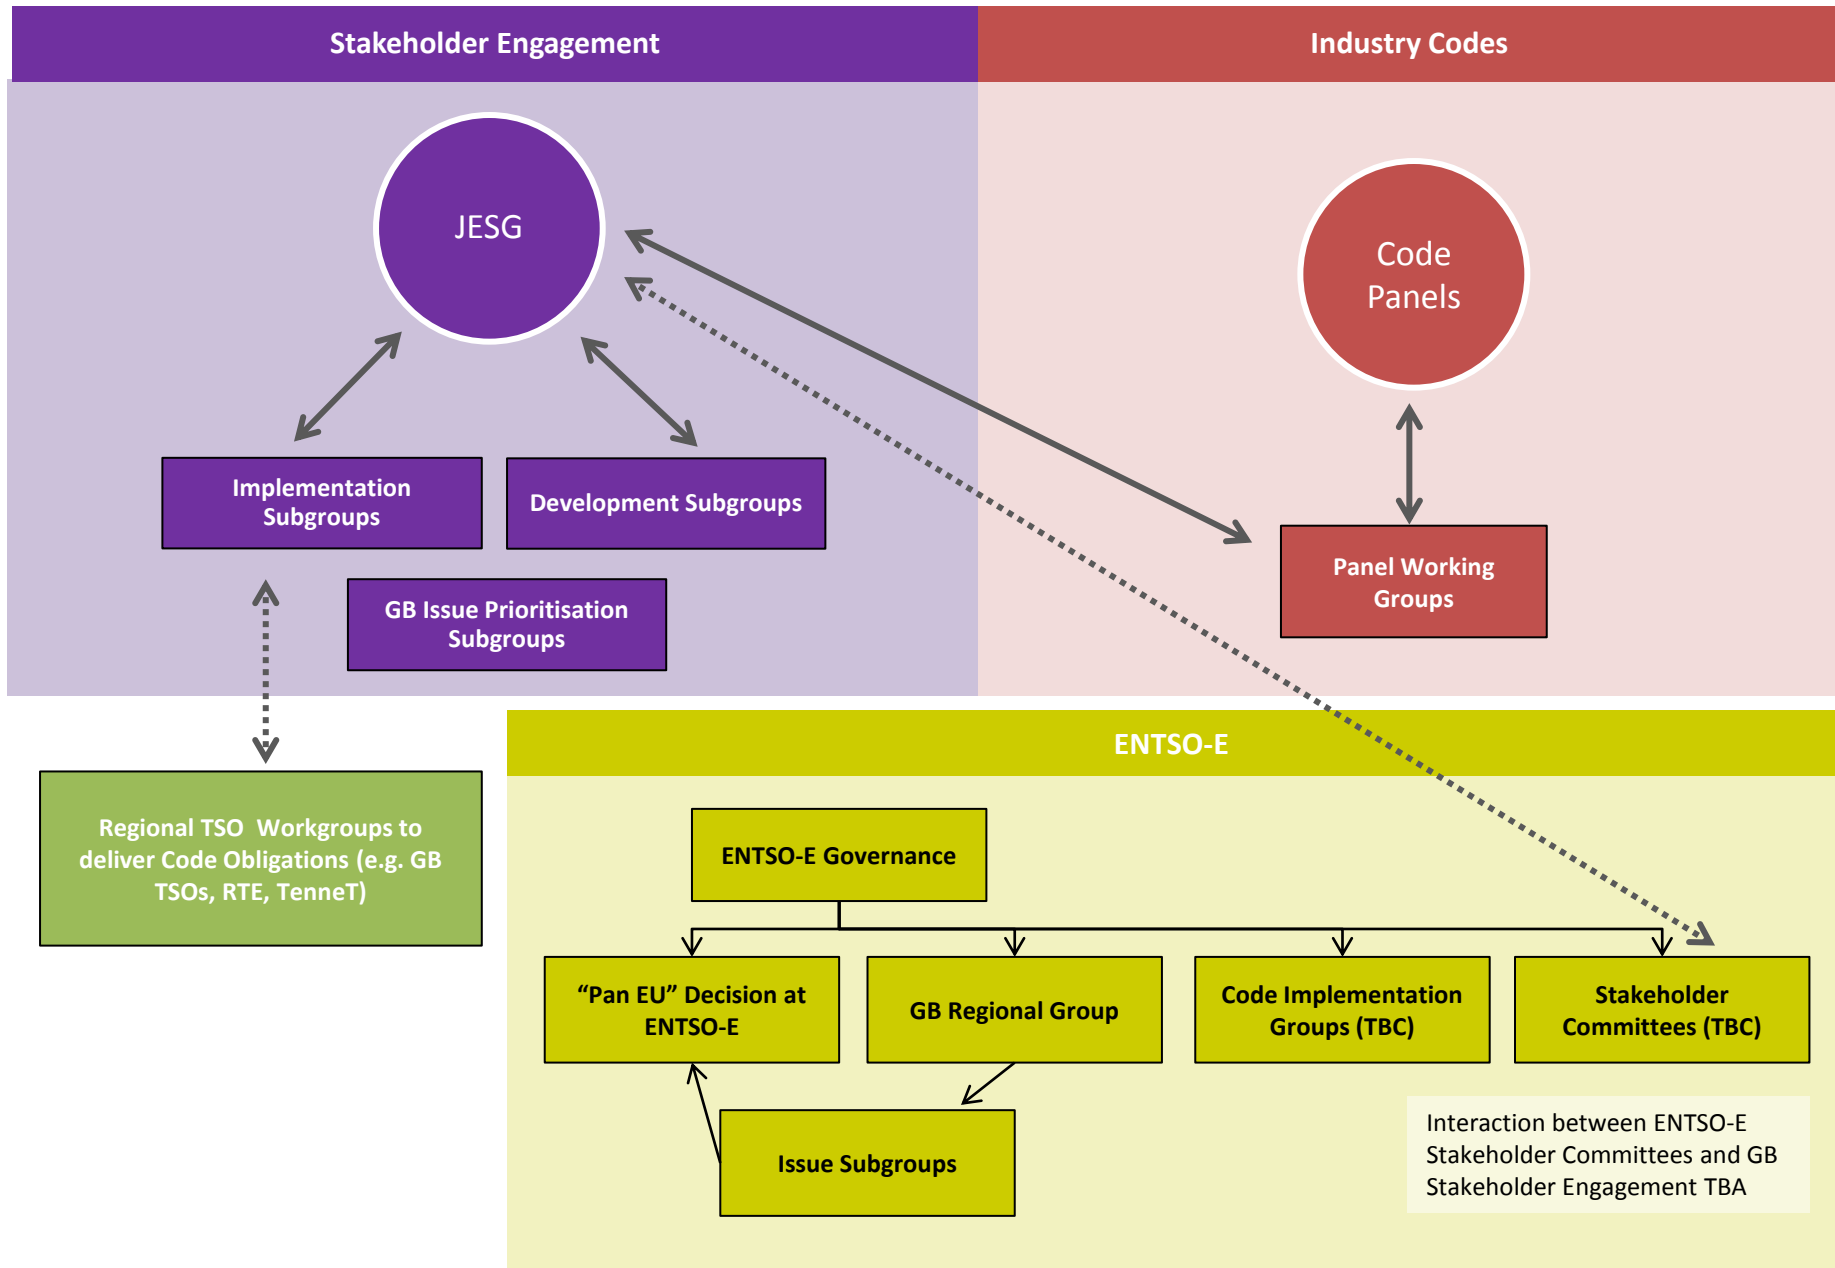 Stakeholder Engagement
Industry Codes
JESG
Code
Panels
Implementation
Subgroups
Development Subgroups
Panel Working
Groups
GB Issue Prioritisation
Subgroups
ENTSO-E
Regional TSO  Workgroups to
deliver Code Obligations (e.g. GB
TSOs, RTE, TenneT)
ENTSO-E Governance
“Pan EU” Decision at
ENTSO-E
GB Regional Group
Code Implementation
Groups (TBC)
Stakeholder
Committees (TBC)
Issue Subgroups
Interaction between ENTSO-E
Stakeholder Committees and GB
Stakeholder Engagement TBA